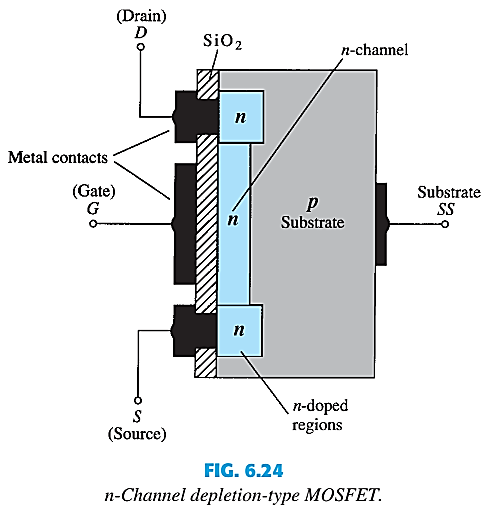 (Drain)
D
SiO2
n-channel
n
Metal contacts
(Gate)
G
n
p
Substrate
Substrate
SS
n
S
(Source)
n-doped
regions
FIG. 6.24
n-Channel depletion-type MOSFET.